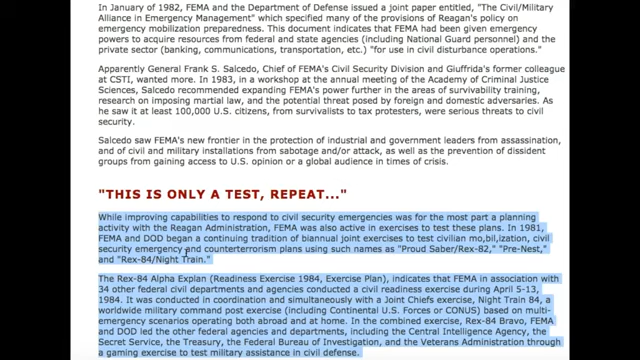 In January of 1982, FEMA and the Department of Defense issued a joint paper entitled, "The Civil/Military
Alliance in Emergency Management" which specified many of the provisions of Reagan's policy on
emergency mobilization preparedness. This document indicates that FEMA had been given emergency
powers to acquire resources from federal and state agencies (including National Guard personnel) and the
private sector (banking, communications, transportation, etc.) "for use in civil disturbance operations."
Apparently General Frank S. Salcedo, Chief of FEMA's Civil Security Division and Giuffrida's former colleague
at CSTI, wanted more. In 1983, in a workshop at the annual meeting of the Academy of Criminal Justice
Sciences, Salcedo recommended expanding FEMA's power further in the areas of survivability training,
research on imposing martial law, and the potential threat posed by foreign and domestic adversaries. As
he saw it at least 100,000 U.S. citizens, from survivalists to tax protesters, were serious threats to civil
security.
Salcedo saw FEMA's new frontier in the protection of industrial and government leaders from assassination,
and of civil and military installations from sabotage and/or attack, as well as the prevention of dissident
groups from gaining access to U.S. opinion or a global audience in times of crisis.
"THIS IS ONLY A TEST, REPEAT..."
While improving capabilities to respond to civil security emergencies was for the most part a planning
activity with the Reagan Administration, FEMA was also active in exercises to test these plans. In 1981,
FEMA and DOD began a continuing tradition of biannual joint exercises to test civilian mo,bil,ization, civil
security emergency and counterterrorism plans using such names as "Proud Saber/Rex-82," "Pre-Nest,"
and "Rex-84/Night Train."
The Rex-84 Alpha Explan (Readiness Exercise 1984, Exercise Plan), indicates that FEMA in association with
34 other federal civil departments and agencies conducted a civil readiness exercise during April 5-13,
1984. It was conducted in coordination and simultaneously with a Joint Chiefs exercise, Night Train 84, a
worldwide military command post exercise (including Continental U.S. Forces or CONUS) based on multi-
emergency scenarios operating both abroad and at home. In the combined exercise, Rex-84 Bravo, FEMA
and DOD led the other federal agencies and departments, including the Central Intelligence Agency, the
Secret Service, the Treasury, the Federal Bureau of Investigation, and the Veterans Administration through
a gaming exercise to test military assistance in civil defense.